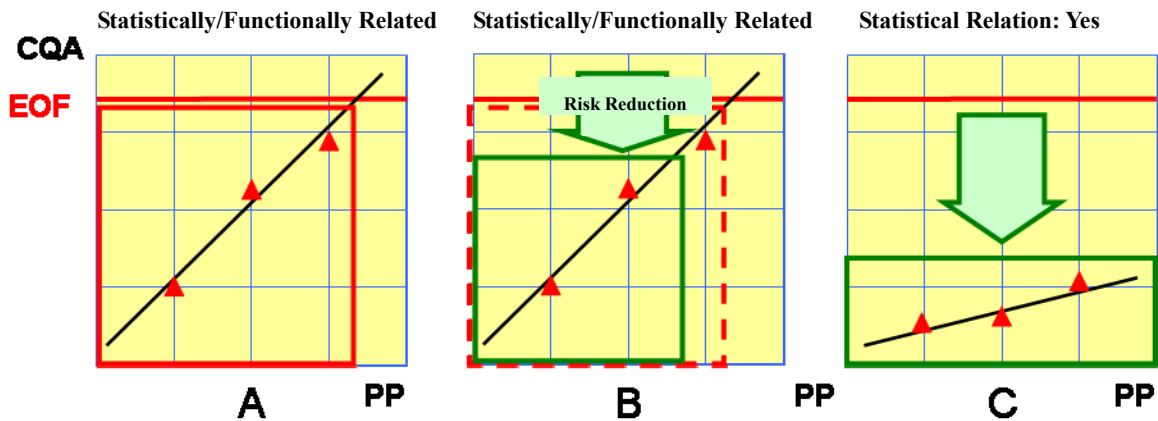 Statistically/Functionally Related
Statistically/Functionally Related
Statistical Relation: Yes
CQA
EOF
Risk Reduction
A
PP
B
PP
C
PP